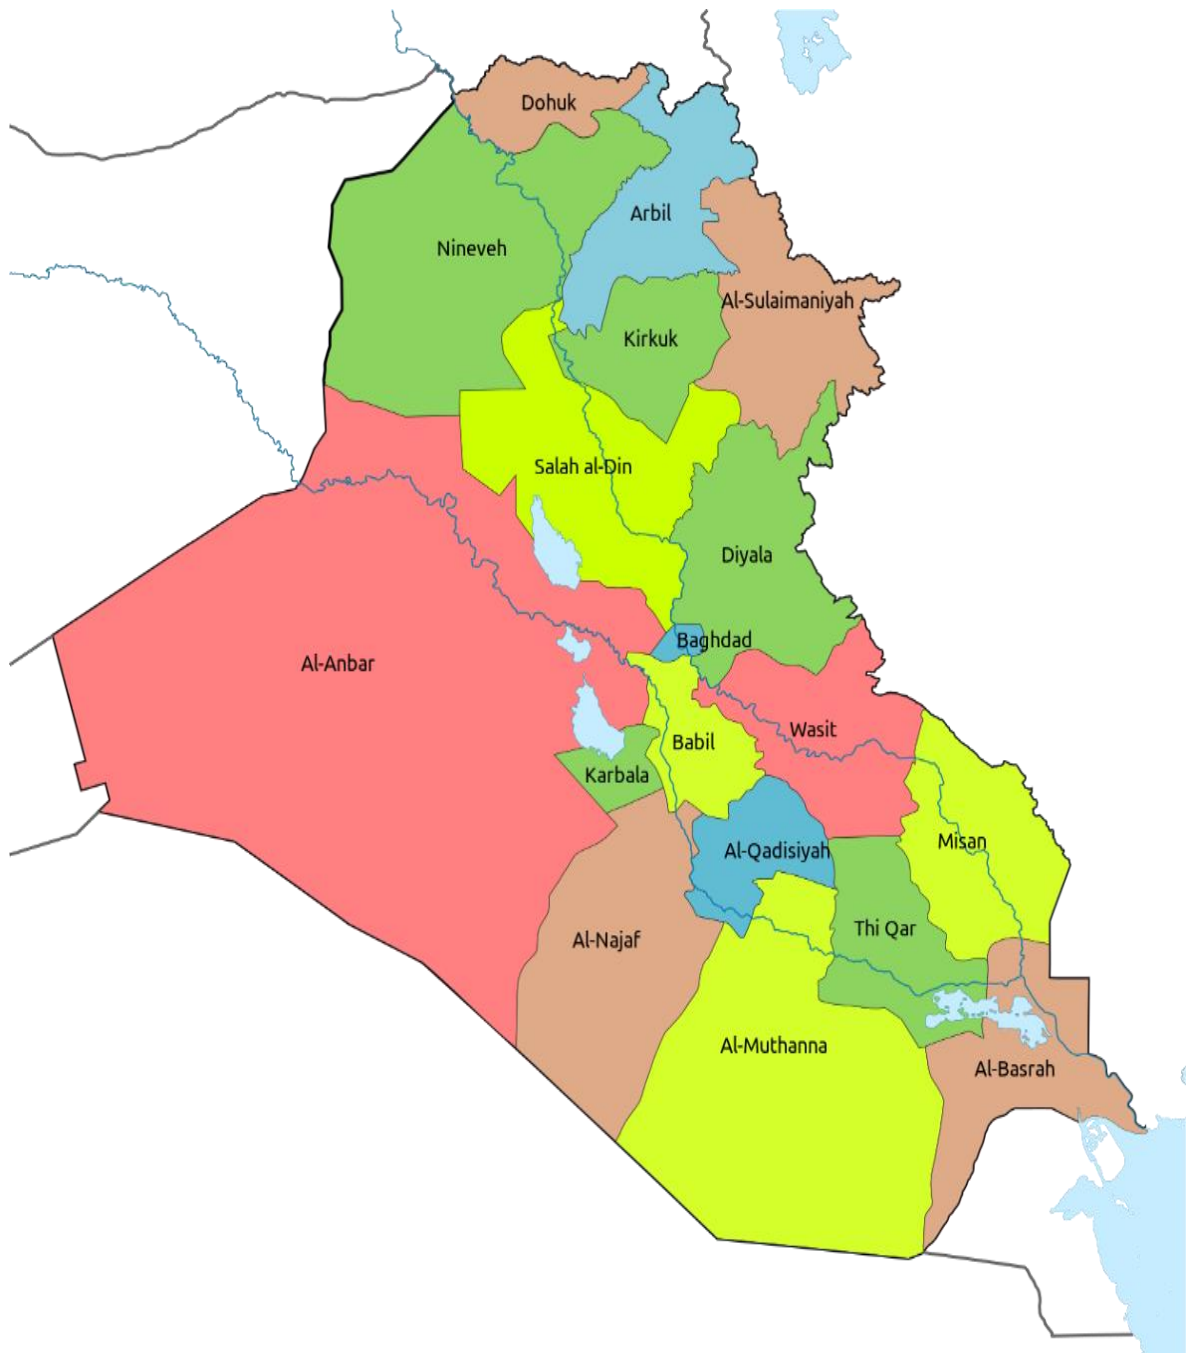 Dohuk
Arbil
Nineveh
Al-Sulaimaniyah
Kirkuk
Salah al-Din
Diyala
Baghdad
Al-Anbar
Wasit
Babil
Karbala
Misan
Al-Qadisiyah
Thi Qar
Al-Najaf
Al-Muthanna
Al-Basrah